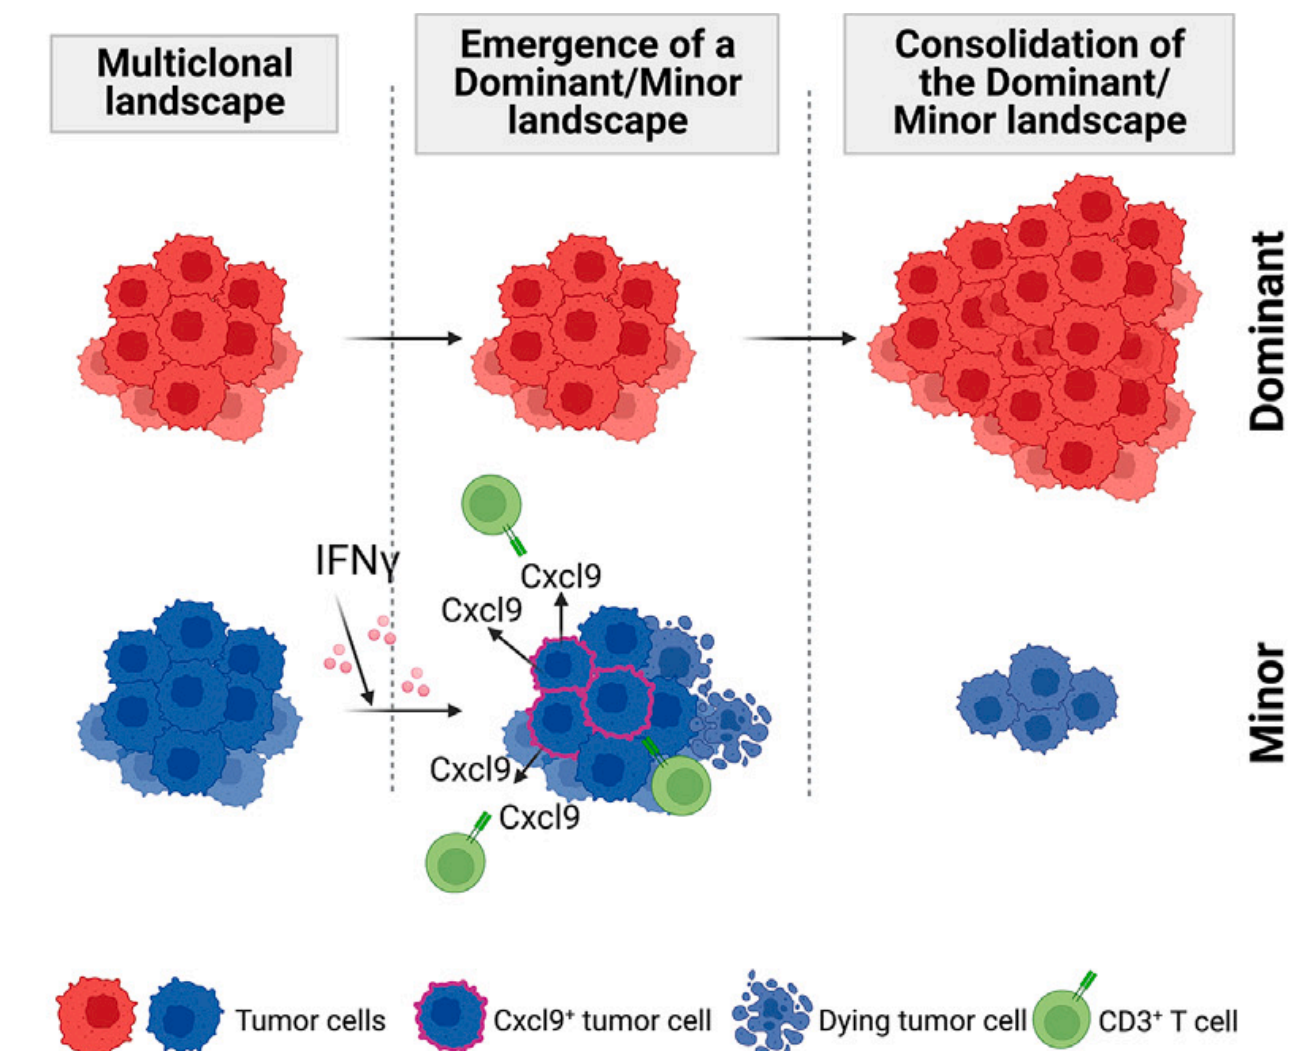 Multiclonal
landscape
Emergence of a
Dominant/Minor
landscape
Consolidation of
the Dominant/
Minor landscape
Dominant
IFNγ
Cxcl9
Cxcl9
Cxcl9
Cxcl9
Minor
Tumor cells
Cxcl9⁺ tumor cell
Dying tumor cell
CD3⁺ T cell